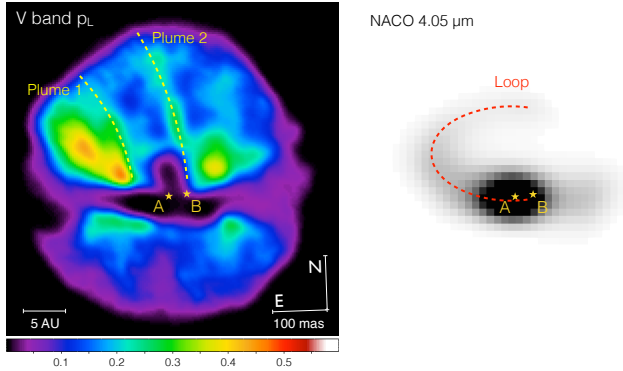 V band pL
Plume 2
Plume 1
A
B
N
E
5 AU
100 mas
0.1 0.2 0.3 0.4 0.5
NACO 4.05 µm
Loop
A
B